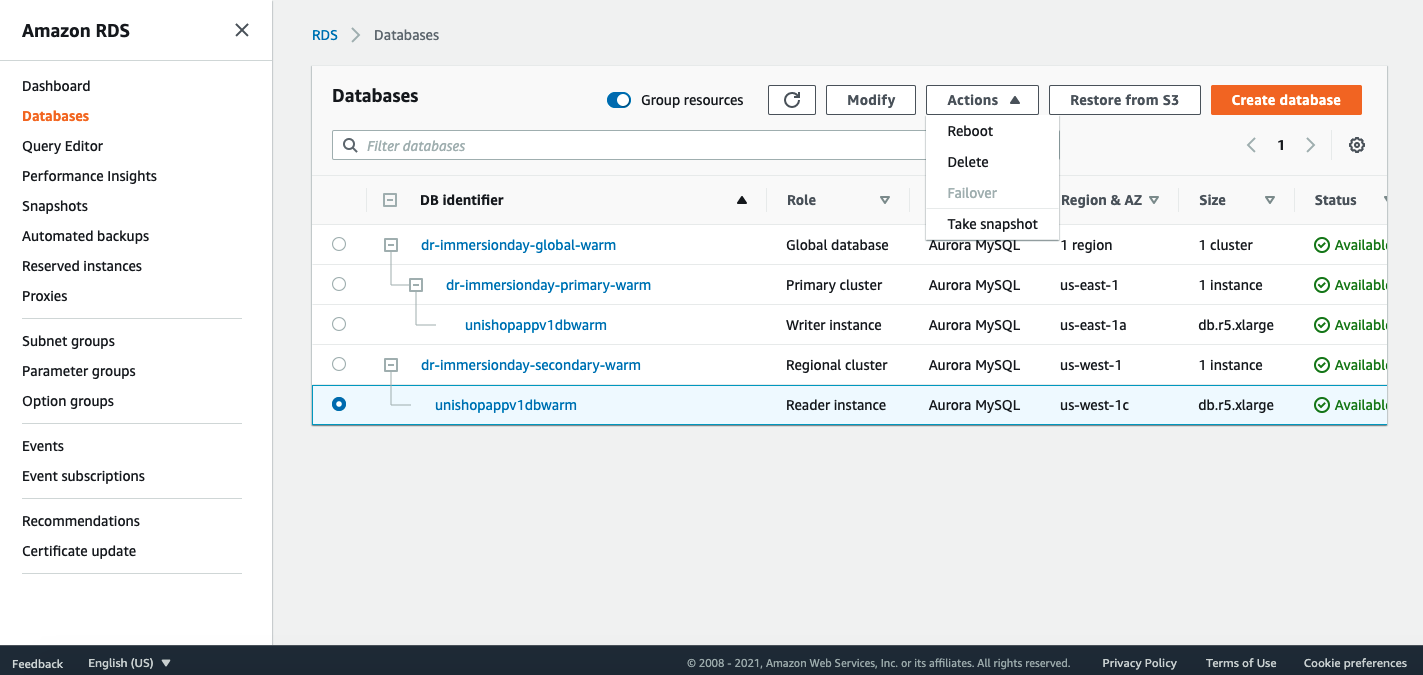 Amazon RDS
Dashboard
Databases
Query Editor
Performance Insights
Snapshots
Automated backups
Reserved instances
Proxies
Subnet groups
Parameter groups
Option groups
Events
Event subscriptions
Recommendations
Certificate update
RDS > Databases
Databases
Group resources
Modify
Actions
Restore from S3
Create database
Reboot
Delete
Failover
Take snapshot
Filter databases
1
DB identifier Role Region & AZ Size Status
dr-immersionday-global-warm Global database Aurora MySQL 1 region 1 cluster Available
dr-immersionday-primary-warm Primary cluster Aurora MySQL us-east-1 1 instance Available
unishopappv1dbwarm Writer instance Aurora MySQL us-east-1a db.r5.xlarge Available
dr-immersionday-secondary-warm Regional cluster Aurora MySQL us-west-1 1 instance Available
unishopappv1dbwarm Reader instance Aurora MySQL us-west-1c db.r5.xlarge Available
Feedback English (US) © 2008 - 2021, Amazon Web Services, Inc. or its affiliates. All rights reserved. Privacy Policy Terms of Use Cookie preferences